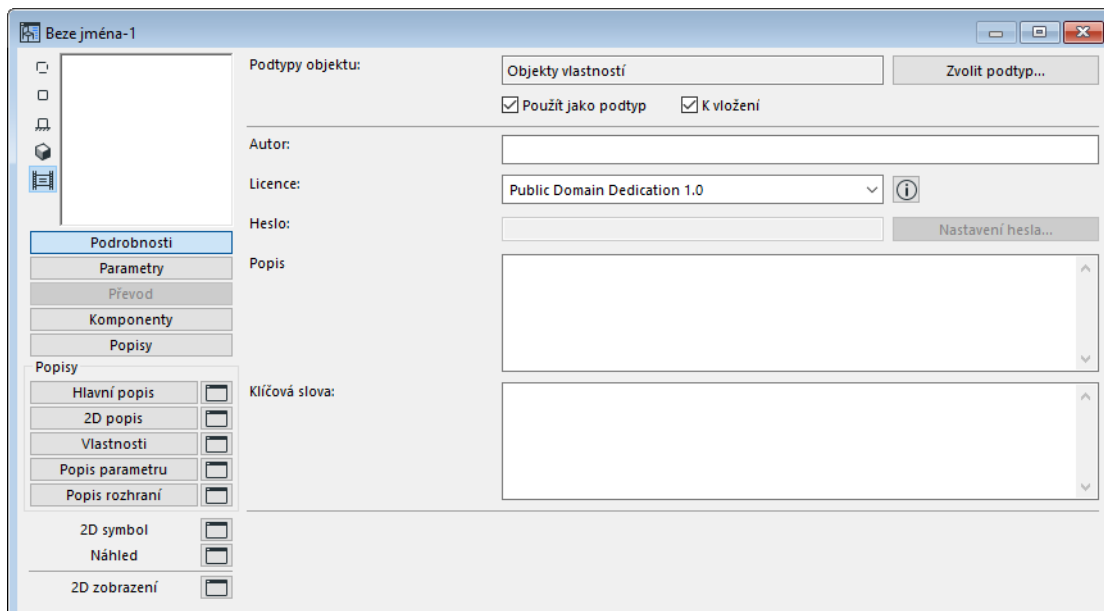 Beze jména-1
Podtypy objektu:
Objekty vlastností
Zvolit podtyp...
Použít jako podtyp
K vložení
Autor:
Licence:
Public Domain Dedication 1.0
Heslo:
Nastavení hesla...
Popis
Klíčová slova:
Podrobnosti
Parametry
Převod
Komponenty
Popisy
Popisy
Hlavní popis
2D popis
Vlastnosti
Popis parametru
Popis rozhraní
2D symbol
Náhled
2D zobrazení